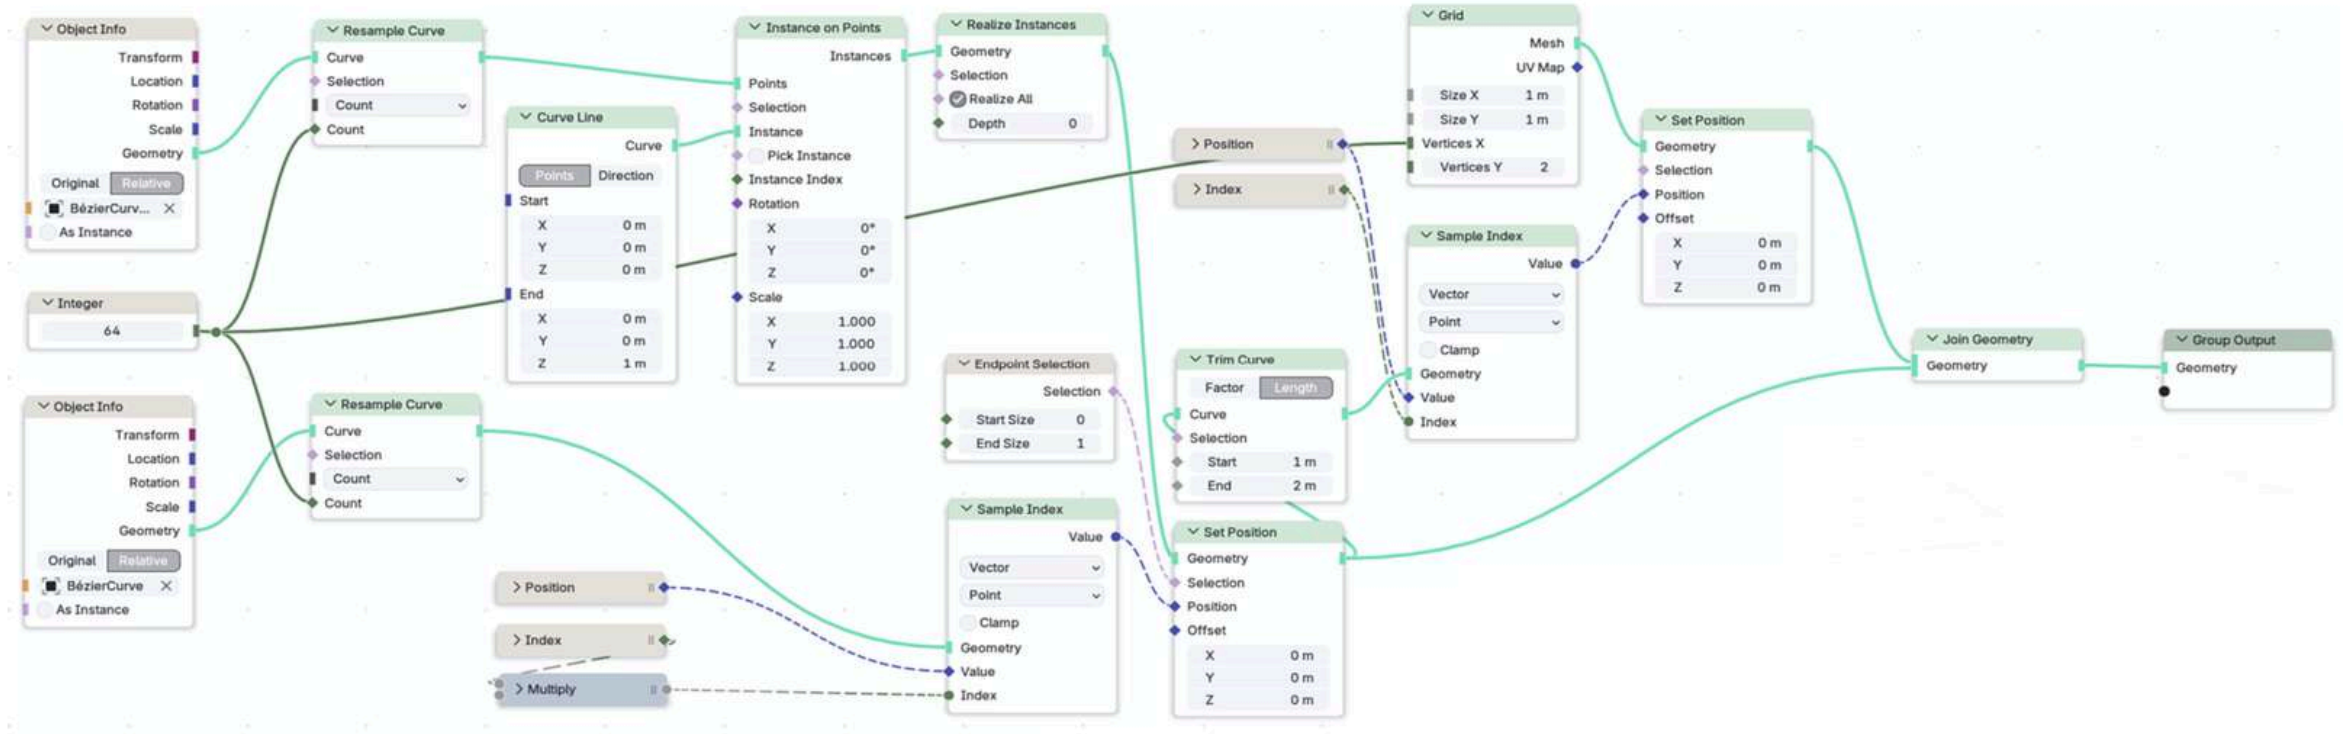 Object Info
Transform
Location
Rotation
Scale
Geometry
Original Relative
BézierCurv...
As Instance
Integer
64
Object Info
Transform
Location
Rotation
Scale
Geometry
Original Relative
BézierCurve
As Instance
Resample Curve
Curve
Selection
Count
Count
Resample Curve
Curve
Selection
Count
Count
Curve Line
Curve
Points Direction
Start
X 0 m
Y 0 m
Z 0 m
End
X 0 m
Y 0 m
Z 1 m
Position
Index
Multiply
Instance on Points
Instances
Points
Selection
Instance
Pick Instance
Instance Index
Rotation
X 0°
Y 0°
Z 0°
Scale
X 1.000
Y 1.000
Z 1.000
Realize Instances
Geometry
Selection
Realize All
Depth 0
Endpoint Selection
Selection
Start Size 0
End Size 1
Sample Index
Value
Vector
Point
Clamp
Geometry
Value
Index
Position
Index
Trim Curve
Factor Length
Curve
Selection
Start 1 m
End 2 m
Set Position
Geometry
Selection
Position
Offset
X 0 m
Y 0 m
Z 0 m
Grid
Mesh
UV Map
Size X 1 m
Size Y 1 m
Vertices X
Vertices Y 2
Sample Index
Value
Vector
Point
Clamp
Geometry
Value
Index
Set Position
Geometry
Selection
Position
Offset
X 0 m
Y 0 m
Z 0 m
Join Geometry
Geometry
Group Output
Geometry